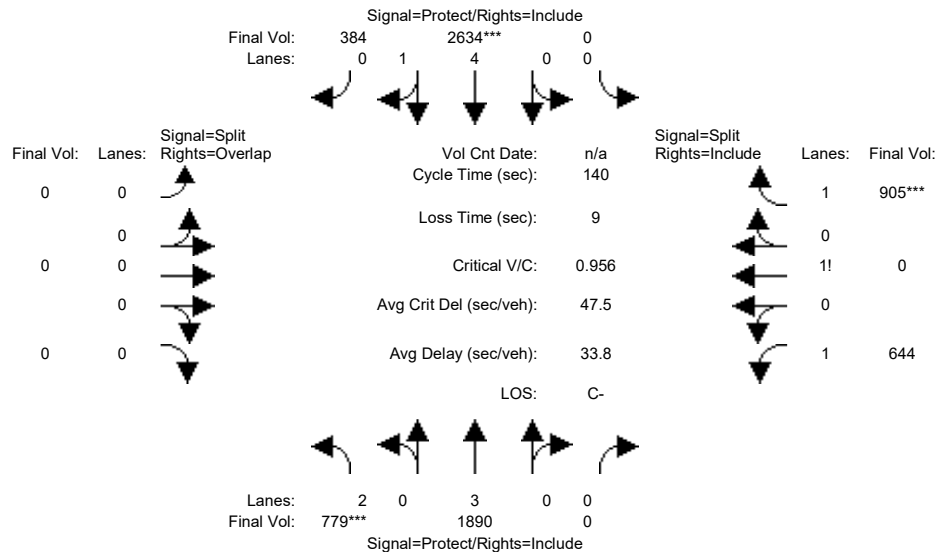 Signal=Protect/Rights=Include
Final Vol: 384 2634*** 0
Lanes: 0 1 4 0 0
Signal=Split
Final Vol: Lanes: Rights=Overlap
Vol Cnt Date: n/a
Signal=Split
Rights=Include Lanes: Final Vol:
Cycle Time (sec): 140
0 0
1 905***
Loss Time (sec): 9
0
0
0 0
Critical V/C: 0.956
1! 0
0
Avg Crit Del (sec/veh): 47.5
0
0 0
Avg Delay (sec/veh): 33.8
1 644
LOS: C-
Lanes: 2 0 3 0 0
Final Vol: 779*** 1890 0
Signal=Protect/Rights=Include